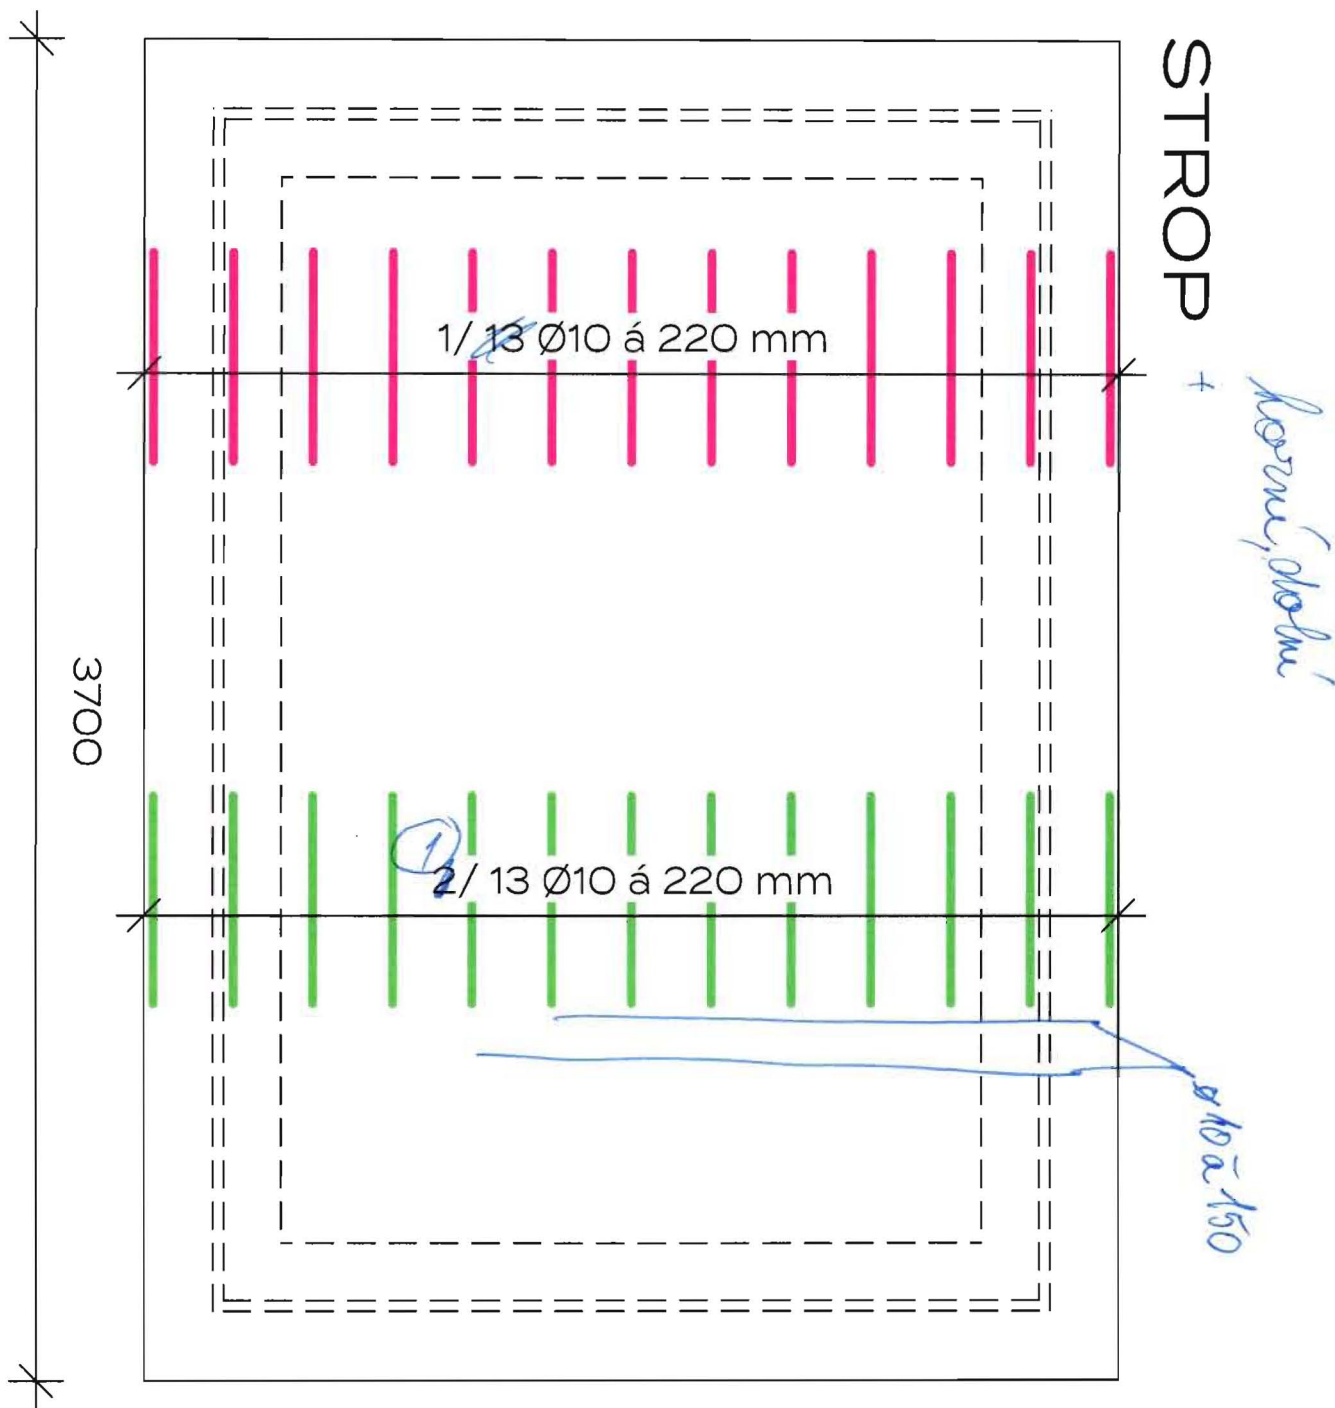 STROP
+ horní, dolní
1/ 13 Ø10 á 220 mm
3700
1
2/ 13 Ø10 á 220 mm
ø10 á 150